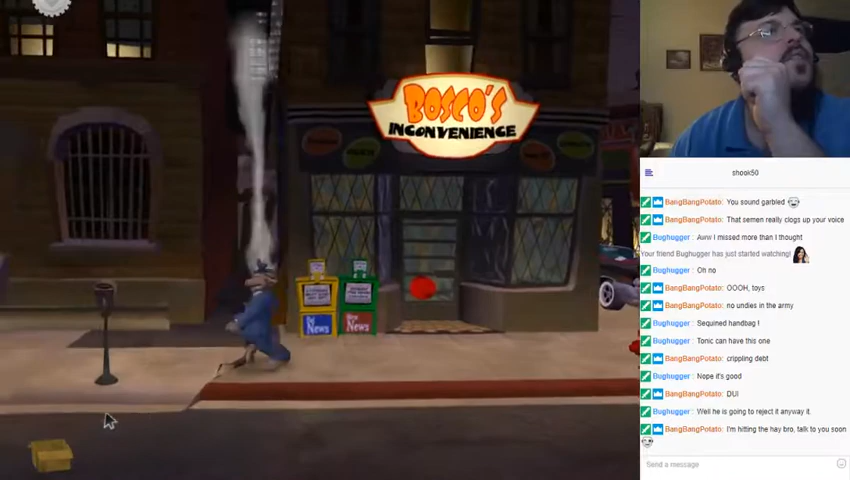 BOSCO'S
INCONVENIENCE
News
News
shook50
BangBangPotato: You sound garbled
BangBangPotato: That semen really clogs up your voice
Bughugger: Aww I missed more than I thought
Your friend Bughugger has just started watching!
Bughugger: Oh no
BangBangPotato: OOOH, toys
BangBangPotato: no undies in the army
Bughugger: Sequined handbag !
Bughugger: Tonic can have this one
BangBangPotato: crippling debt
Bughugger: Nope it's good
BangBangPotato: DUI
Bughugger: Well he is going to reject it anyway it.
BangBangPotato: I'm hitting the hay bro, talk to you soon
Send a message